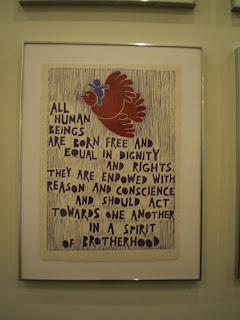 ALL
HUMAN
BEINGS
ARE BORN FREE AND
EQUAL IN DIGNITY
AND RIGHTS.
THEY ARE ENDOWED WITH
REASON AND CONSCIENCE
AND SHOULD ACT
TOWARDS ONE ANOTHER
IN A SPIRIT
OF BROTHERHOOD